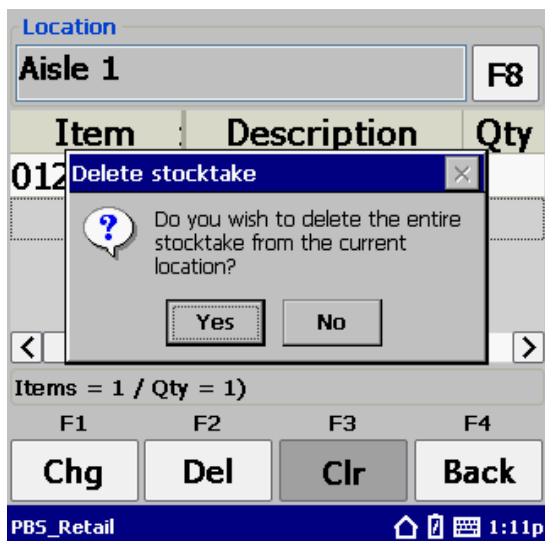 Location
Aisle 1 F8
Item : Description Qty
012
Delete stocktake
Do you wish to delete the entire
stocktake from the current
location?
Yes No
Items = 1 / Qty = 1)
F1 F2 F3 F4
Chg Del Clr Back
PBS_Retail 1:11p